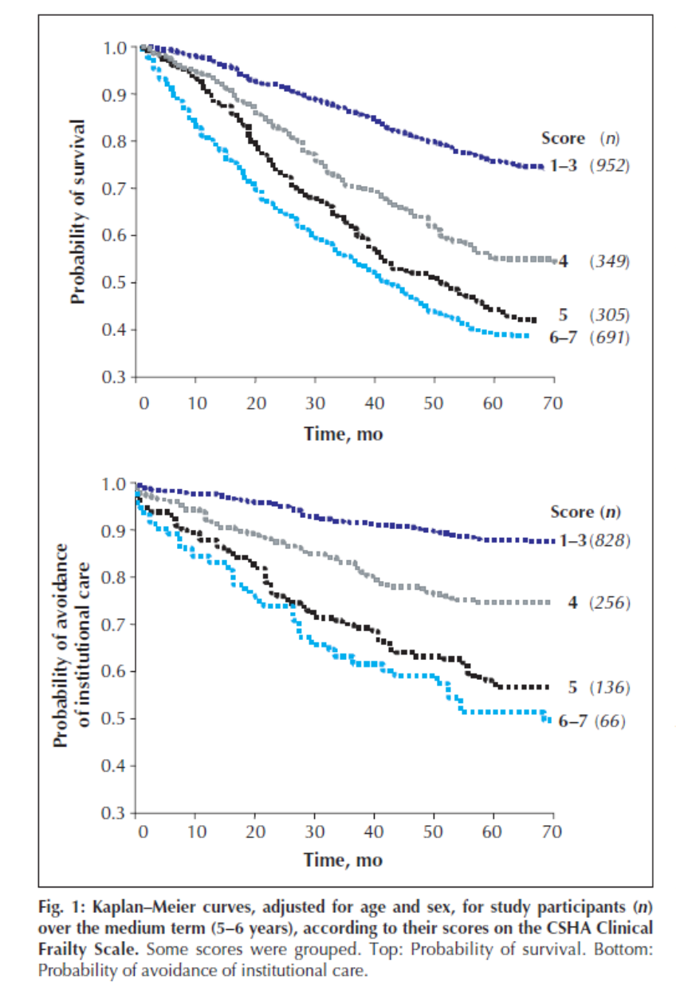 1.0
0.9
0.8
0.7
0.6
0.5
0.4
0.3
Probability of survival
Score (n)
1–3 (952)
4 (349)
5 (305)
6–7 (691)
0 10 20 30 40 50 60 70
Time, mo
1.0
0.9
0.8
0.7
0.6
0.5
0.4
0.3
Probability of avoidance
of institutional care
Score (n)
1–3 (828)
4 (256)
5 (136)
6–7 (66)
0 10 20 30 40 50 60 70
Time, mo
Fig. 1: Kaplan–Meier curves, adjusted for age and sex, for study participants (n)
over the medium term (5–6 years), according to their scores on the CSHA Clinical
Frailty Scale. Some scores were grouped. Top: Probability of survival. Bottom:
Probability of avoidance of institutional care.